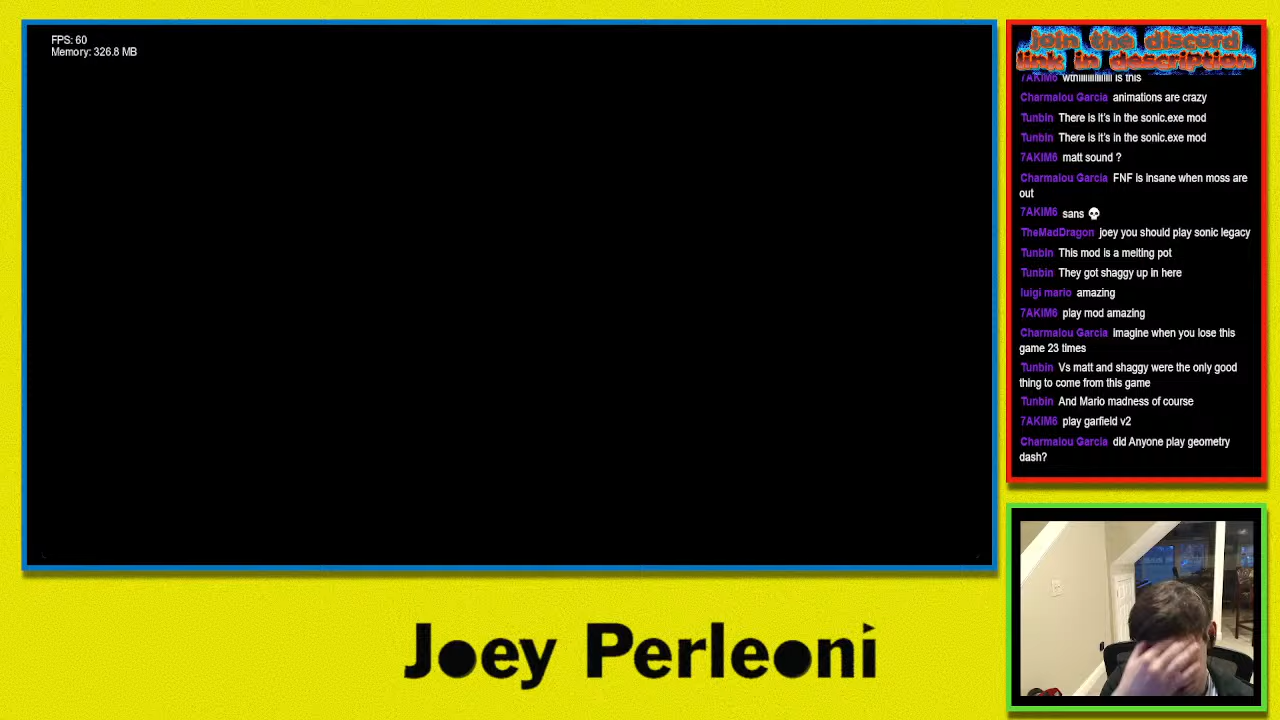 FPS: 60
Memory: 326.8 MB
join the discord
link in description
7AKIM6 is this
Charmalou Garcia animations are crazy
Tunbin There is it's in the sonic.exe mod
Tunbin There is it's in the sonic.exe mod
7AKIM6 matt sound ?
Charmalou Garcia FNF is insane when moss are
out
7AKIM6 sans 💀
TheMadDragon joey you should play sonic legacy
Tunbin This mod is a melting pot
Tunbin They got shaggy up in here
luigi mario amazing
7AKIM6 play mod amazing
Charmalou Garcia Imagine when you lose this
game 23 times
Tunbin Vs matt and shaggy were the only good
thing to come from this game
Tunbin And Mario madness of course
7AKIM6 play garfield v2
Charmalou Garcia did Anyone play geometry
dash?
Joey Perleoni